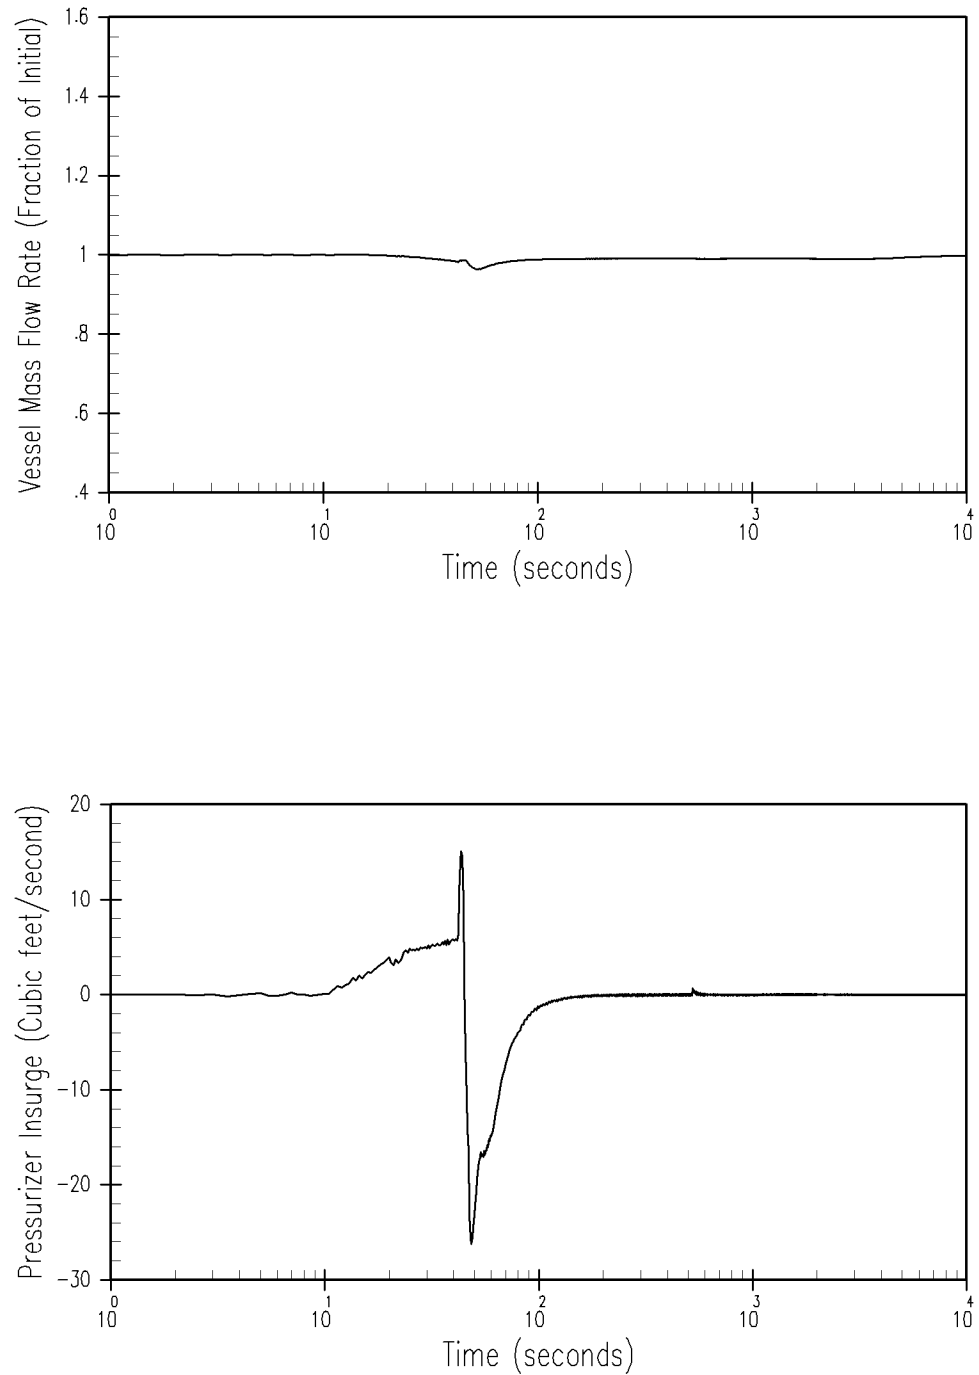 Vessel Mass Flow Rate (Fraction of Initial)
1.6
1.4
1.2
1
.8
.6
.4
10^0 10^1 10^2 10^3 10^4
Time (seconds)
Pressurizer Insurge (Cubic feet/second)
20
10
0
-10
-20
-30
10^0 10^1 10^2 10^3 10^4
Time (seconds)